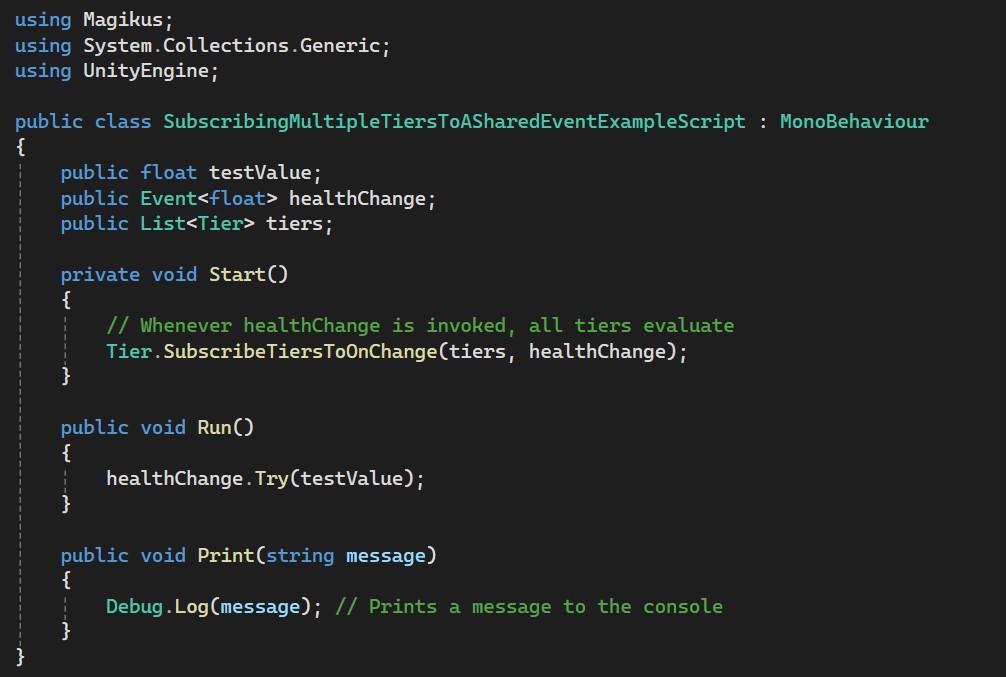 using Magikus;
using System.Collections.Generic;
using UnityEngine;

public class SubscribingMultipleTiersToASharedEventExampleScript : MonoBehaviour
{
    public float testValue;
    public Event<float> healthChange;
    public List<Tier> tiers;

    private void Start()
    {
        // Whenever healthChange is invoked, all tiers evaluate
        Tier.SubscribeTiersToOnChange(tiers, healthChange);
    }

    public void Run()
    {
        healthChange.Try(testValue);
    }

    public void Print(string message)
    {
        Debug.Log(message); // Prints a message to the console
    }
}